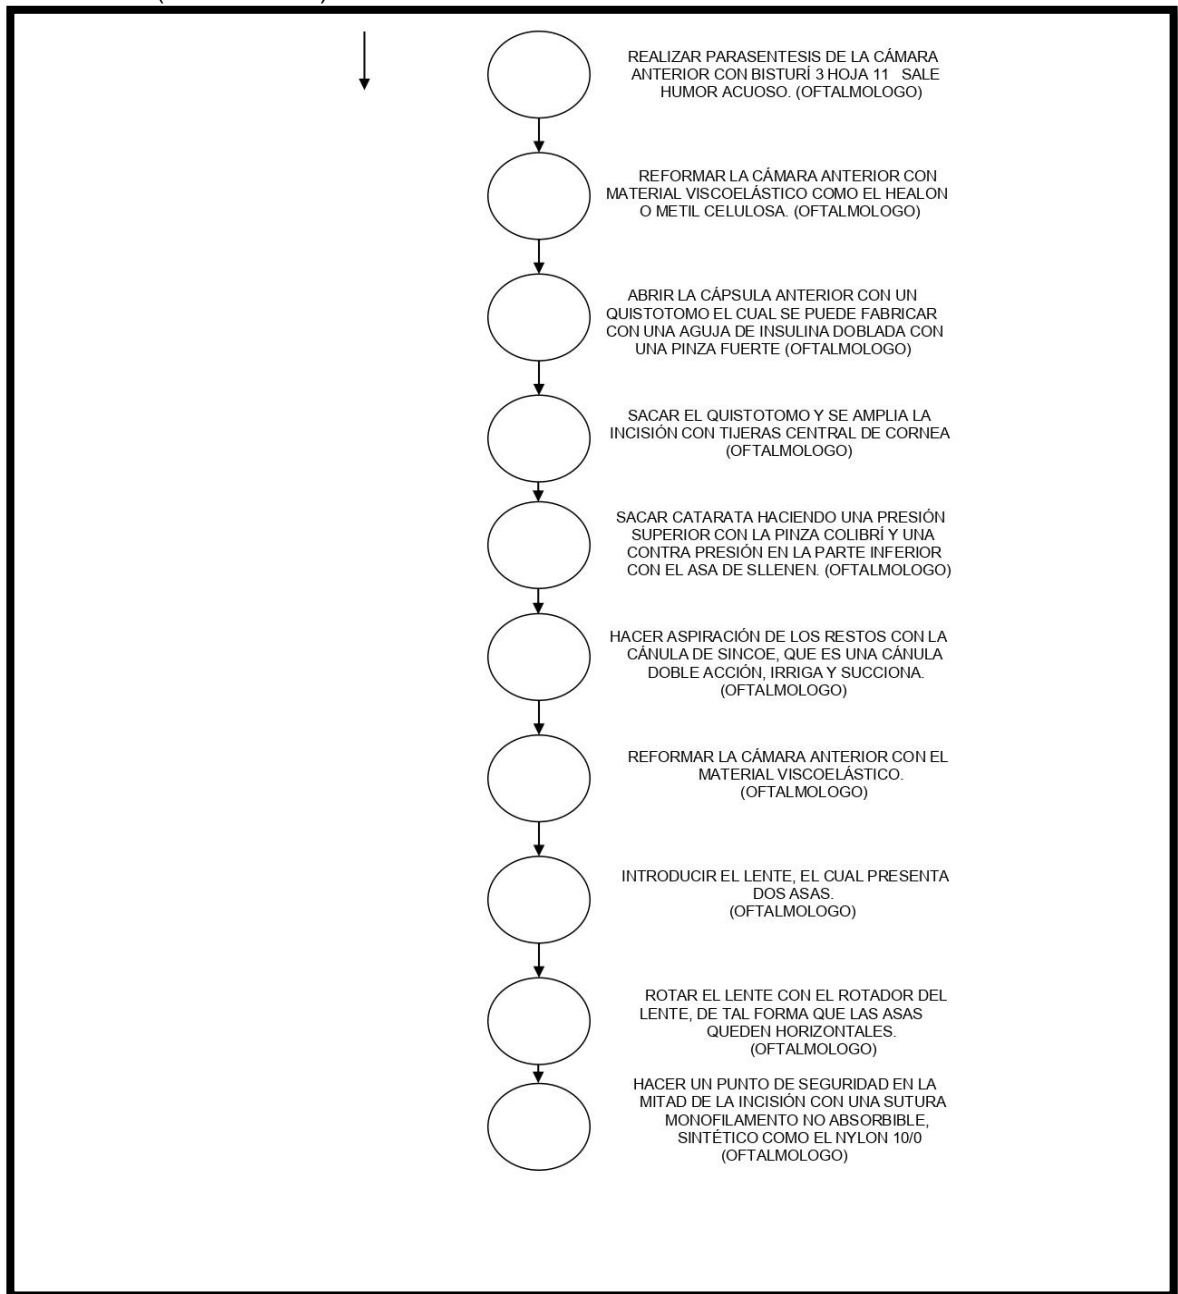 REALIZAR PARASENTESIS DE LA CÁMARA
ANTERIOR CON BISTURÍ 3 HOJA 11 SALE
HUMOR ACUOSO. (OFTALMOLOGO)
REFORMAR LA CÁMARA ANTERIOR CON
MATERIAL VISCOELÁSTICO COMO EL HEALON
O METIL CELULOSA. (OFTALMOLOGO)
ABRIR LA CÁPSULA ANTERIOR CON UN
QUISTOTOMO EL CUAL SE PUEDE FABRICAR
CON UNA AGUJA DE INSULINA DOBLADA CON
UNA PINZA FUERTE (OFTALMOLOGO)
SACAR EL QUISTOTOMO Y SE AMPLIA LA
INCISIÓN CON TIJERAS CENTRAL DE CORNEA
(OFTALMOLOGO)
SACAR CATARATA HACIENDO UNA PRESIÓN
SUPERIOR CON LA PINZA COLIBRÍ Y UNA
CONTRA PRESIÓN EN LA PARTE INFERIOR
CON EL ASA DE SLLENEN. (OFTALMOLOGO)
HACER ASPIRACIÓN DE LOS RESTOS CON LA
CÁNULA DE SINCOE, QUE ES UNA CÁNULA
DOBLE ACCIÓN, IRRIGA Y SUCCIONA.
(OFTALMOLOGO)
REFORMAR LA CÁMARA ANTERIOR CON EL
MATERIAL VISCOELÁSTICO.
(OFTALMOLOGO)
INTRODUCIR EL LENTE, EL CUAL PRESENTA
DOS ASAS.
(OFTALMOLOGO)
ROTAR EL LENTE CON EL ROTADOR DEL
LENTE, DE TAL FORMA QUE LAS ASAS
QUEDEN HORIZONTALES.
(OFTALMOLOGO)
HACER UN PUNTO DE SEGURIDAD EN LA
MITAD DE LA INCISIÓN CON UNA SUTURA
MONOFILAMENTO NO ABSORBIBLE,
SINTÉTICO COMO EL NYLON 10/0
(OFTALMOLOGO)